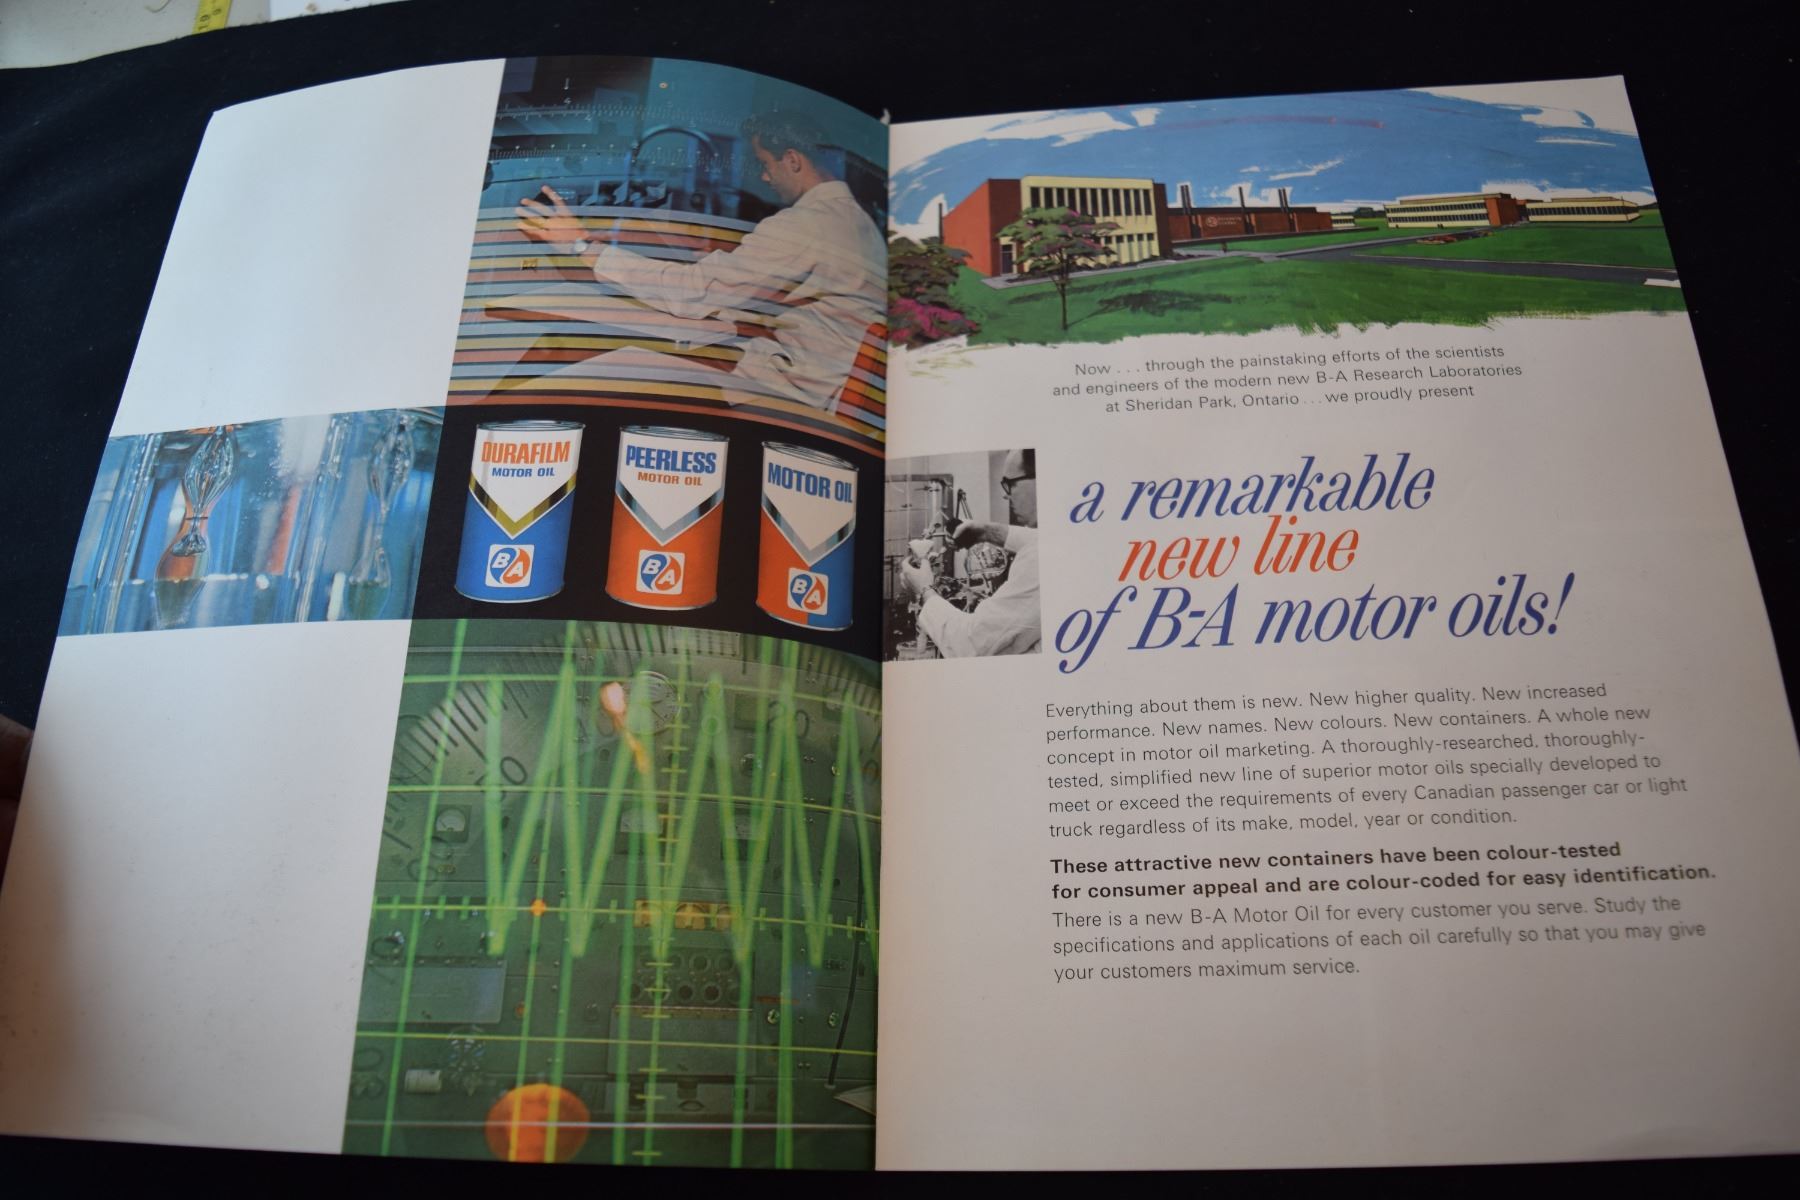 DURAFILM
MOTOR OIL
BA
PEERLESS
MOTOR OIL
BA
MOTOR OIL
BA
Now . . . through the painstaking efforts of the scientists
and engineers of the modern new B-A Research Laboratories
at Sheridan Park, Ontario . . . we proudly present
a remarkable
new line
of B-A motor oils!
Everything about them is new. New higher quality. New increased
performance. New names. New colours. New containers. A whole new
concept in motor oil marketing. A thoroughly-researched, thoroughly-
tested, simplified new line of superior motor oils specially developed to
meet or exceed the requirements of every Canadian passenger car or light
truck regardless of its make, model, year or condition.
These attractive new containers have been colour-tested
for consumer appeal and are colour-coded for easy identification.
There is a new B-A Motor Oil for every customer you serve. Study the
specifications and applications of each oil carefully so that you may give
your customers maximum service.